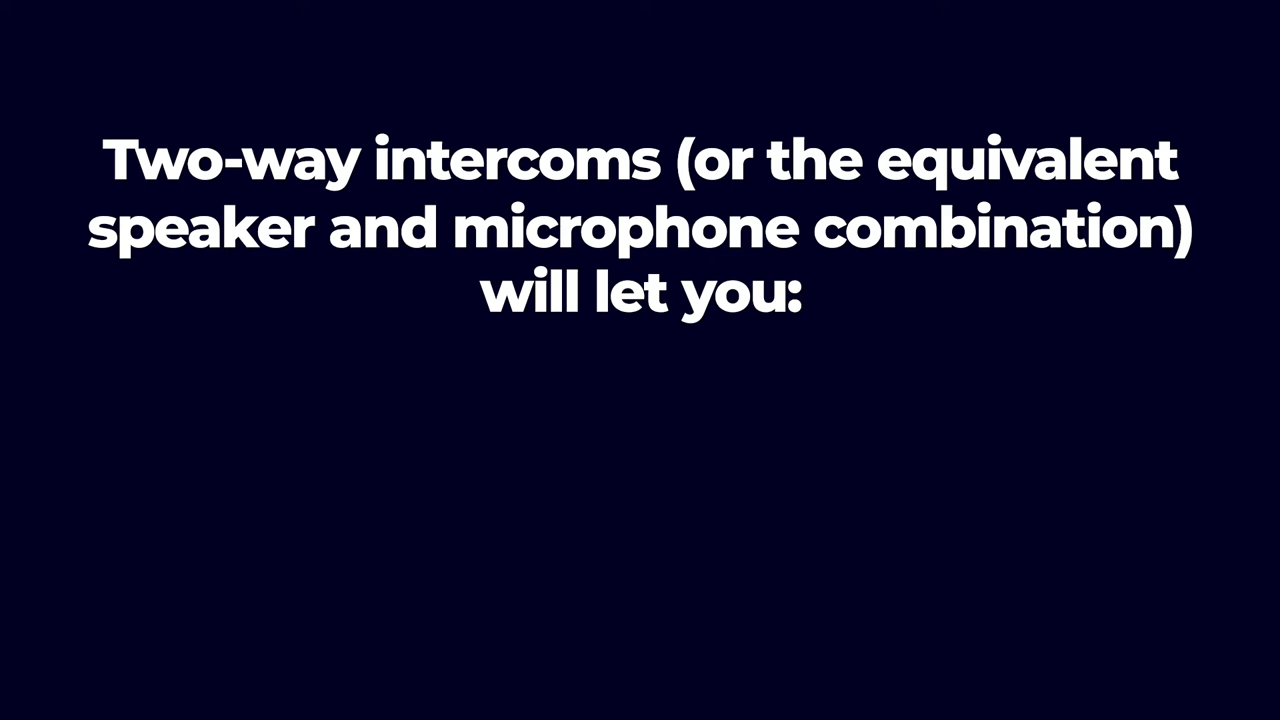 Two-way intercoms (or the equivalent
speaker and microphone combination)
will let you: